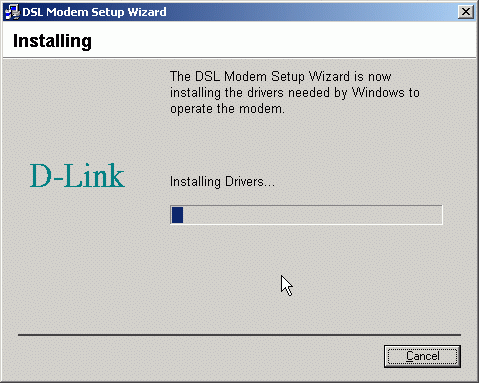 DSL Modem Setup Wizard
Installing
The DSL Modem Setup Wizard is now
installing the drivers needed by Windows to
operate the modem.
D-Link
Installing Drivers...
Cancel